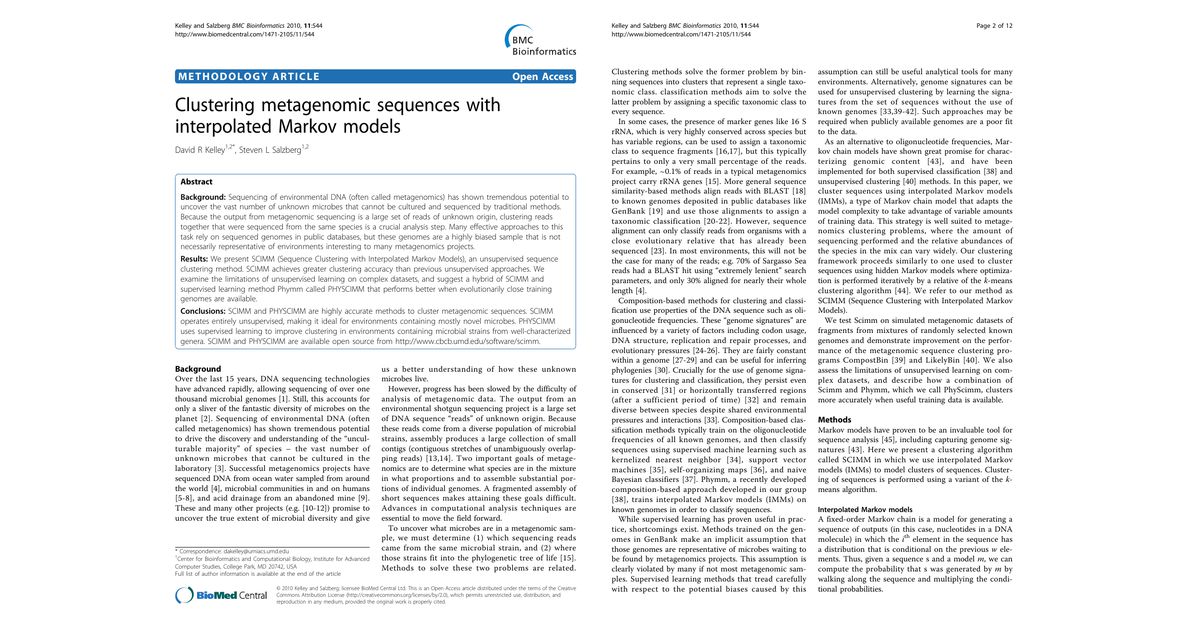 Kelley and Salzberg BMC Bioinformatics 2010, 11:544
http://www.biomedcentral.com/1471-2105/11/544
BMC
Bioinformatics
METHODOLOGY ARTICLE Open Access
Clustering metagenomic sequences with
interpolated Markov models
David R Kelley1,2*, Steven L Salzberg1,2
Abstract
Background: Sequencing of environmental DNA (often called metagenomics) has shown tremendous potential to
uncover the vast number of unknown microbes that cannot be cultured and sequenced by traditional methods.
Because the output from metagenomic sequencing is a large set of reads of unknown origin, clustering reads
together that were sequenced from the same species is a crucial analysis step. Many effective approaches to this
task rely on sequenced genomes in public databases, but these genomes are a highly biased sample that is not
necessarily representative of environments interesting to many metagenomics projects.
Results: We present SCIMM (Sequence Clustering with Interpolated Markov Models), an unsupervised sequence
clustering method. SCIMM achieves greater clustering accuracy than previous unsupervised approaches. We
examine the limitations of unsupervised learning on complex datasets, and suggest a hybrid of SCIMM and
supervised learning method Phymm called PHYSCIMM that performs better when evolutionarily close training
genomes are available.
Conclusions: SCIMM and PHYSCIMM are highly accurate methods to cluster metagenomic sequences. SCIMM
operates entirely unsupervised, making it ideal for environments containing mostly novel microbes. PHYSCIMM
uses supervised learning to improve clustering in environments containing microbial strains from well-characterized
genera. SCIMM and PHYSCIMM are available open source from http://www.cbcb.umd.edu/software/scimm.
Background
Over the last 15 years, DNA sequencing technologies
have advanced rapidly, allowing sequencing of over one
thousand microbial genomes [1]. Still, this accounts for
only a sliver of the fantastic diversity of microbes on the
planet [2]. Sequencing of environmental DNA (often
called metagenomics) has shown tremendous potential
to drive the discovery and understanding of the "uncul-
turable majority" of species – the vast number of
unknown microbes that cannot be cultured in the
laboratory [3]. Successful metagenomics projects have
sequenced DNA from ocean water sampled from around
the world [4], microbial communities in and on humans
[5-8], and acid drainage from an abandoned mine [9].
These and many other projects (e.g. [10-12]) promise to
uncover the true extent of microbial diversity and give
us a better understanding of how these unknown
microbes live.
However, progress has been slowed by the difficulty of
analysis of metagenomic data. The output from an
environmental shotgun sequencing project is a large set
of DNA sequence "reads" of unknown origin. Because
these reads come from a diverse population of microbial
strains, assembly produces a large collection of small
contigs (contiguous stretches of unambiguously overlap-
ping reads) [13,14]. Two important goals of metage-
nomics are to determine what species are in the mixture
in what proportions and to assemble substantial por-
tions of individual genomes. A fragmented assembly of
short sequences makes attaining these goals difficult.
Advances in computational analysis techniques are
essential to move the field forward.
To uncover what microbes are in a metagenomic sam-
ple, we must determine (1) which sequencing reads
came from the same microbial strain, and (2) where
those strains fit into the phylogenetic tree of life [15].
Methods to solve these two problems are related.
* Correspondence: dakelley@umiacs.umd.edu
1Center for Bioinformatics and Computational Biology, Institute for Advanced
Computer Studies, College Park, MD 20742, USA
Full list of author information is available at the end of the article
BioMed Central
© 2010 Kelley and Salzberg; licensee BioMed Central Ltd. This is an Open Access article distributed under the terms of the Creative
Commons Attribution License (http://creativecommons.org/licenses/by/2.0), which permits unrestricted use, distribution, and
reproduction in any medium, provided the original work is properly cited.
Kelley and Salzberg BMC Bioinformatics 2010, 11:544
http://www.biomedcentral.com/1471-2105/11/544
Page 2 of 12
Clustering methods solve the former problem by bin-
ning sequences into clusters that represent a single taxo-
nomic class. classification methods aim to solve the
latter problem by assigning a specific taxonomic class to
every sequence.
In some cases, the presence of marker genes like 16 S
rRNA, which is very highly conserved across species but
has variable regions, can be used to assign a taxonomic
class to sequence fragments [16,17], but this typically
pertains to only a very small percentage of the reads.
For example, ~0.1% of reads in a typical metagenomics
project carry rRNA genes [15]. More general sequence
similarity-based methods align reads with BLAST [18]
to known genomes deposited in public databases like
GenBank [19] and use those alignments to assign a
taxonomic classification [20-22]. However, sequence
alignment can only classify reads from organisms with a
close evolutionary relative that has already been
sequenced [23]. In most environments, this will not be
the case for many of the reads; e.g. 70% of Sargasso Sea
reads had a BLAST hit using "extremely lenient" search
parameters, and only 30% aligned for nearly their whole
length [4].
Composition-based methods for clustering and classi-
fication use properties of the DNA sequence such as oli-
gonucleotide frequencies. These "genome signatures" are
influenced by a variety of factors including codon usage,
DNA structure, replication and repair processes, and
evolutionary pressures [24-26]. They are fairly constant
within a genome [27-29] and can be useful for inferring
phylogenies [30]. Crucially for the use of genome signa-
tures for clustering and classification, they persist even
in conserved [31] or horizontally transferred regions
(after a sufficient period of time) [32] and remain
diverse between species despite shared environmental
pressures and interactions [33]. Composition-based clas-
sification methods typically train on the oligonucleotide
frequencies of all known genomes, and then classify
sequences using supervised machine learning such as
kernelized nearest neighbor [34], support vector
machines [35], self-organizing maps [36], and naive
Bayesian classifiers [37]. Phymm, a recently developed
composition-based approach developed in our group
[38], trains interpolated Markov models (IMMs) on
known genomes in order to classify sequences.
While supervised learning has proven useful in prac-
tice, shortcomings exist. Methods trained on the gen-
omes in GenBank make an implicit assumption that
those genomes are representative of microbes waiting to
be found by metagenomics projects. This assumption is
clearly violated by many if not most metagenomic sam-
ples. Supervised learning methods that tread carefully
with respect to the potential biases caused by this
assumption can still be useful analytical tools for many
environments. Alternatively, genome signatures can be
used for unsupervised clustering by learning the signa-
tures from the set of sequences without the use of
known genomes [33,39-42]. Such approaches may be
required when publicly available genomes are a poor fit
to the data.
As an alternative to oligonucleotide frequencies, Mar-
kov chain models have shown great promise for charac-
terizing genomic content [43], and have been
implemented for both supervised classification [38] and
unsupervised clustering [40] methods. In this paper, we
cluster sequences using interpolated Markov models
(IMMs), a type of Markov chain model that adapts the
model complexity to take advantage of variable amounts
of training data. This strategy is well suited to metage-
nomics clustering problems, where the amount of
sequencing performed and the relative abundances of
the species in the mix can vary widely. Our clustering
framework proceeds similarly to one used to cluster
sequences using hidden Markov models where optimiza-
tion is performed iteratively by a relative of the k-means
clustering algorithm [44]. We refer to our method as
SCIMM (Sequence Clustering with Interpolated Markov
Models).
We test Scimm on simulated metagenomic datasets of
fragments from mixtures of randomly selected known
genomes and demonstrate improvement on the perfor-
mance of the metagenomic sequence clustering pro-
grams CompostBin [39] and LikelyBin [40]. We also
assess the limitations of unsupervised learning on com-
plex datasets, and describe how a combination of
Scimm and Phymm, which we call PhyScimm, clusters
more accurately when useful training data is available.
Methods
Markov models have proven to be an invaluable tool for
sequence analysis [45], including capturing genome sig-
natures [43]. Here we present a clustering algorithm
called SCIMM in which we use interpolated Markov
models (IMMs) to model clusters of sequences. Cluster-
ing of sequences is performed using a variant of the k-
means algorithm.
Interpolated Markov models
A fixed-order Markov chain is a model for generating a
sequence of outputs (in this case, nucleotides in a DNA
molecule) in which the ith element in the sequence has
a distribution that is conditional on the previous w ele-
ments. Thus, given a sequence s and a model m, we can
compute the probability that s was generated by m by
walking along the sequence and multiplying the condi-
tional probabilities.